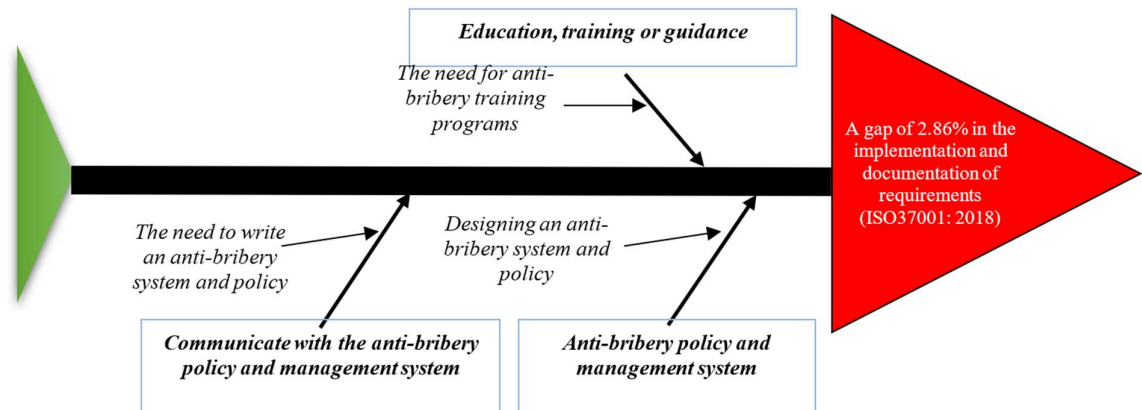 Education, training or guidance
The need for anti-
bribery training
programs
A gap of 2.86% in the
implementation and
documentation of
requirements
(ISO37001: 2018)
The need to write
an anti-bribery
system and policy
Designing an anti-
bribery system and
policy
Communicate with the anti-bribery
policy and management system
Anti-bribery policy and
management system